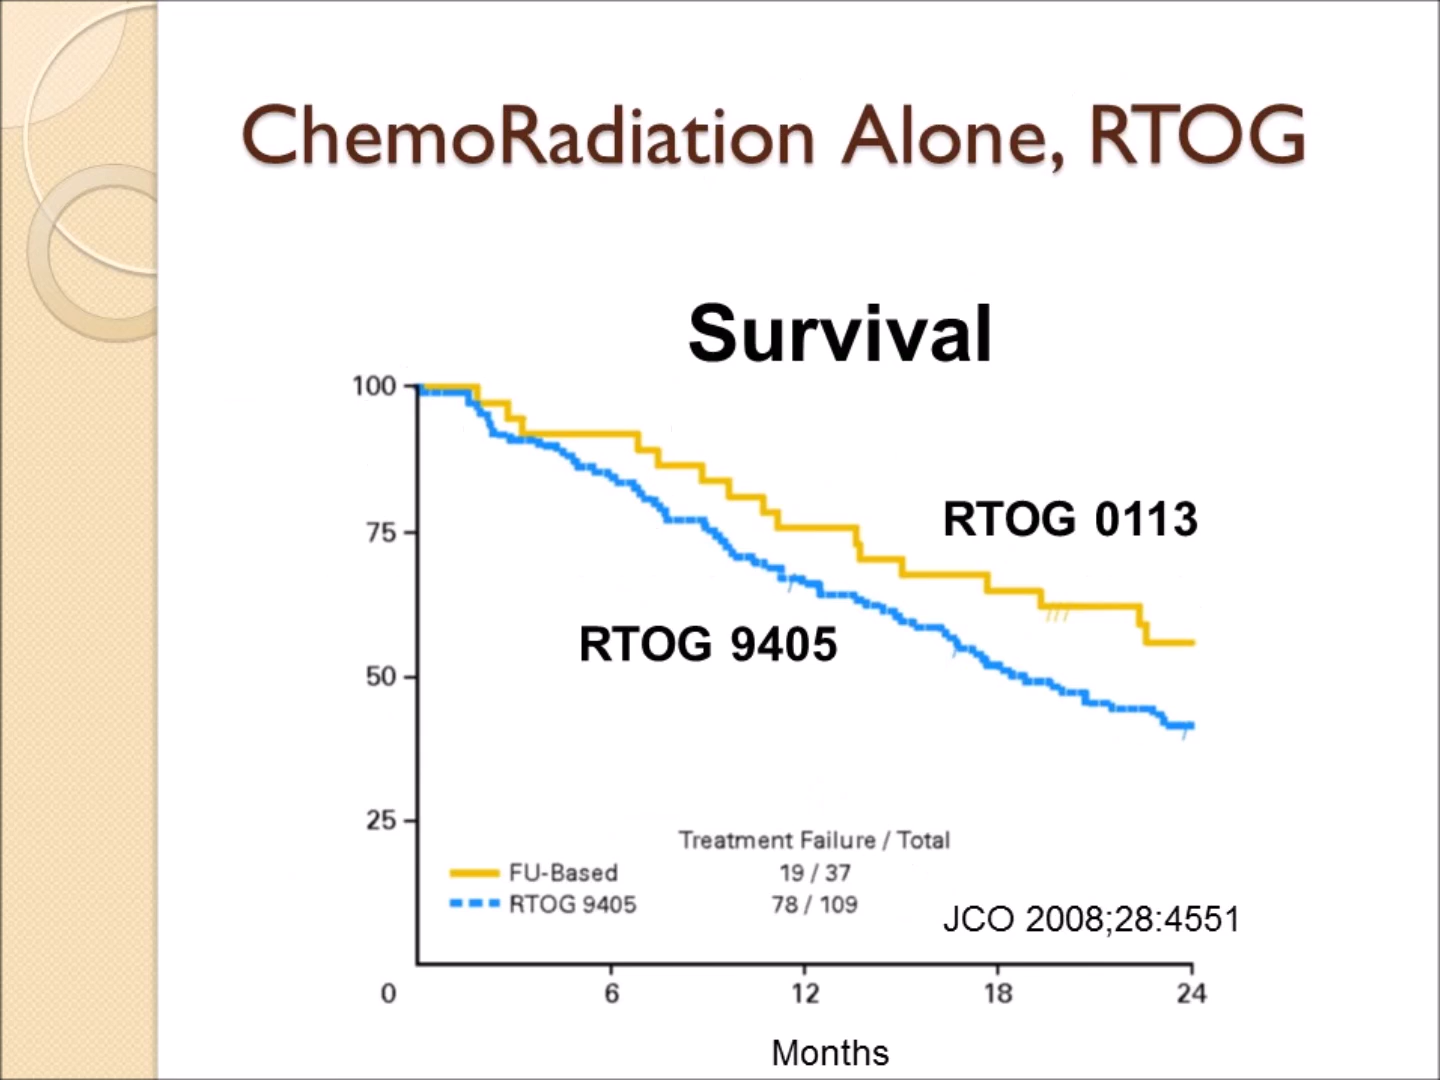 ChemoRadiation Alone, RTOG
Survival
100
75
50
25
0
RTOG 0113
RTOG 9405
Treatment Failure / Total
FU-Based 19 / 37
RTOG 9405 78 / 109
JCO 2008;28:4551
6 12 18 24
Months